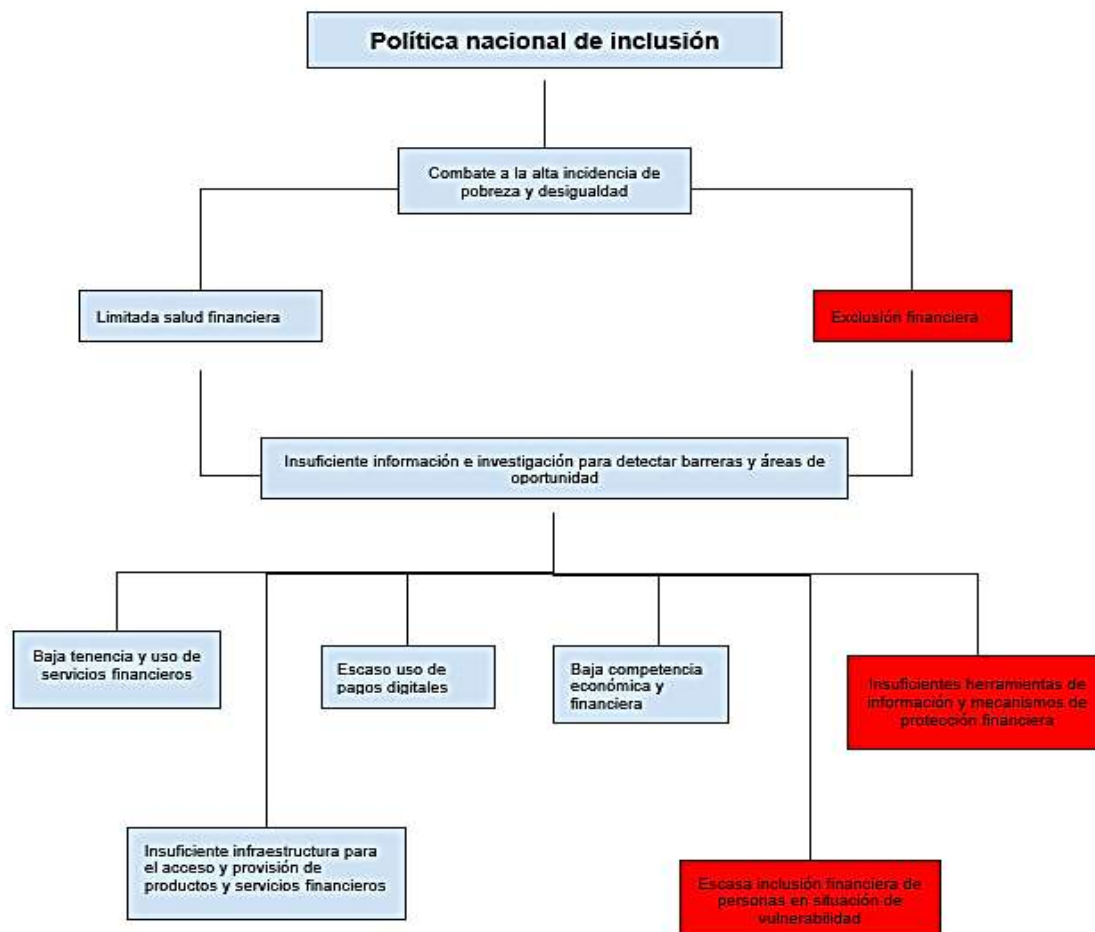 Política nacional de inclusión
Combate a la alta incidencia de
pobreza y desigualdad
Limitada salud financiera
Exclusión financiera
Insuficiente información e investigación para detectar barreras y áreas de
oportunidad
Baja tenencia y uso de
servicios financieros
Escaso uso de
pagos digitales
Baja competencia
económica y
financiera
Insuficientes herramientas de
información y mecanismos de
protección financiera
Insuficiente infraestructura para
el acceso y provisión de
productos y servicios financieros
Escasa inclusión financiera de
personas en situación de
vulnerabilidad